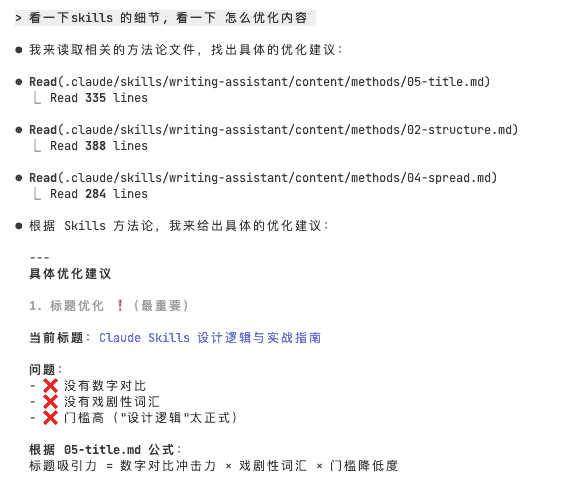 > 看一下skills 的细节, 看一下 怎么优化内容
● 我来读取相关的方法论文件, 找出具体的优化建议:
● Read(.claude/skills/writing-assistant/content/methods/05-title.md)
⎿ Read 335 lines
● Read(.claude/skills/writing-assistant/content/methods/02-structure.md)
⎿ Read 388 lines
● Read(.claude/skills/writing-assistant/content/methods/04-spread.md)
⎿ Read 284 lines
● 根据 Skills 方法论, 我来给出具体的优化建议:
---
具体优化建议
1. 标题优化 ❗ (最重要)
当前标题: Claude Skills 设计逻辑与实战指南
问题:
- ❌ 没有数字对比
- ❌ 没有戏剧性词汇
- ❌ 门槛高 ("设计逻辑"太正式)
根据 05-title.md 公式:
标题吸引力 = 数字对比冲击力 × 戏剧性词汇 × 门槛降低度